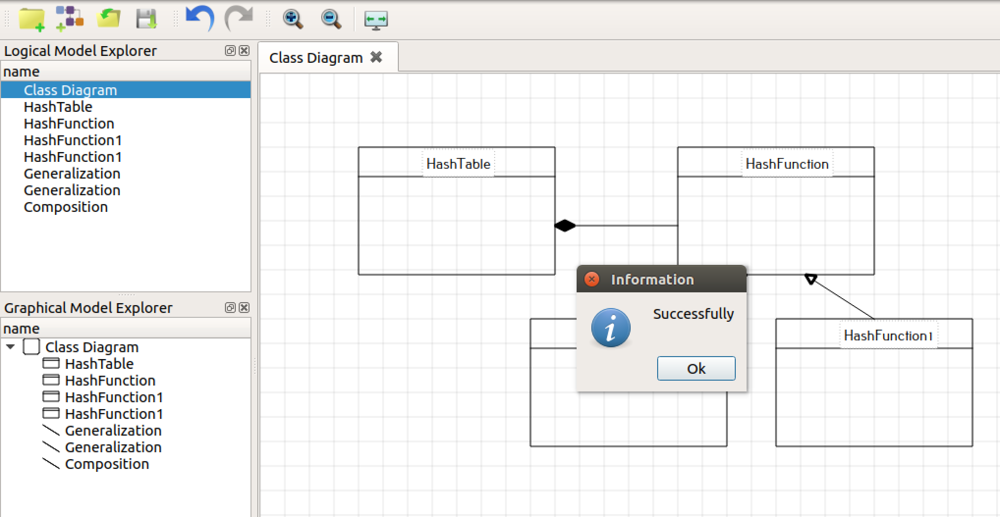 Logical Model Explorer
name
Class Diagram
HashTable
HashFunction
HashFunction1
HashFunction1
Generalization
Generalization
Composition
Graphical Model Explorer
name
Class Diagram
HashTable
HashFunction
HashFunction1
HashFunction1
Generalization
Generalization
Composition
Class Diagram
HashTable
HashFunction
Information
Successfully
Ok
HashFunction1